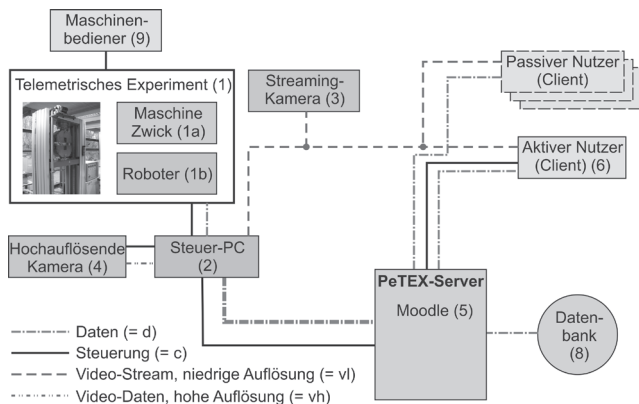 Maschinen-
bediener (9)
Telemetrisches Experiment (1)
Maschine
Zwick (1a)
Roboter (1b)
Streaming-
Kamera (3)
Passiver Nutzer
(Client)
Aktiver Nutzer
(Client) (6)
Hochauflösende
Kamera (4)
Steuer-PC
(2)
PeTEX-Server
Moodle (5)
Daten-
bank
(8)
Daten (= d)
Steuerung (= c)
Video-Stream, niedrige Auflösung (= vl)
Video-Daten, hohe Auflösung (= vh)